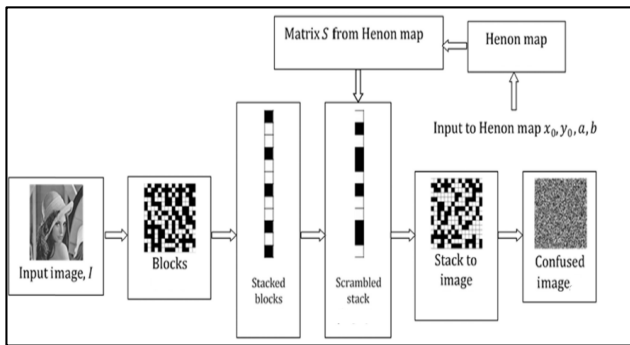 Matrix S from Henon map
Henon map
Input to Henon map x₀, y₀, a, b
Input image, I
Blocks
Stacked
blocks
Scrambled
stack
Stack to
image
Confused
image